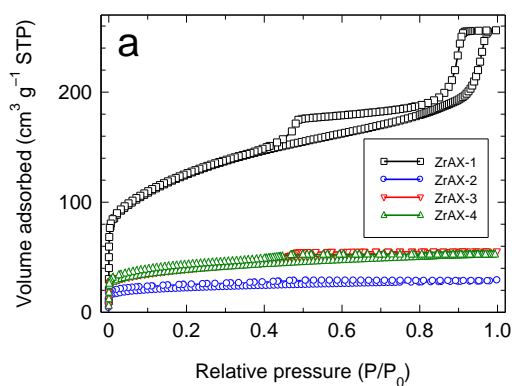 a
Volume adsorbed (cm³ g⁻¹ STP)
200
100
0
ZrAX-1
ZrAX-2
ZrAX-3
ZrAX-4
0 0.2 0.4 0.6 0.8 1.0
Relative pressure (P/P₀)